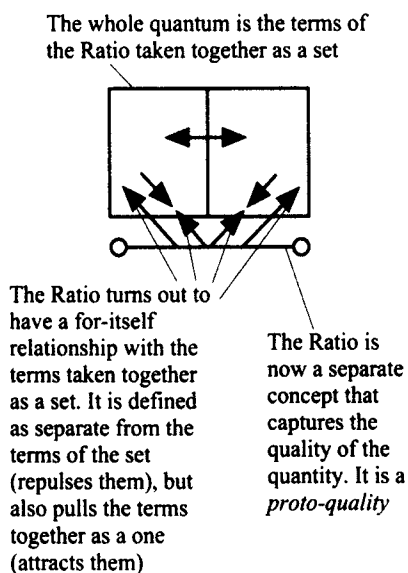 The whole quantum is the terms of
the Ratio taken together as a set
The Ratio turns out to
have a for-itself
relationship with the
terms taken together
as a set. It is defined
as separate from the
terms of the set
(repulses them), but
also pulls the terms
together as a one
(attracts them)
The Ratio is
now a separate
concept that
captures the
quality of the
quantity. It is a
proto-quality